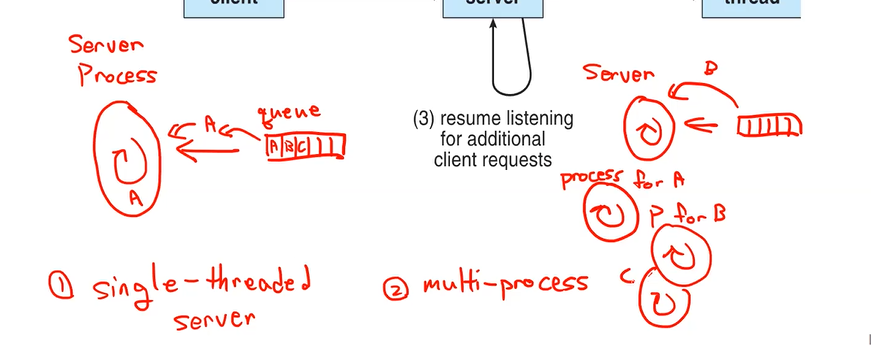 client
server
thread
Server
Process
A
queue
A B C
A
(3) resume listening
for additional
client requests
Server
B
process for A
P for B
C
① single-threaded
server
② multi-process